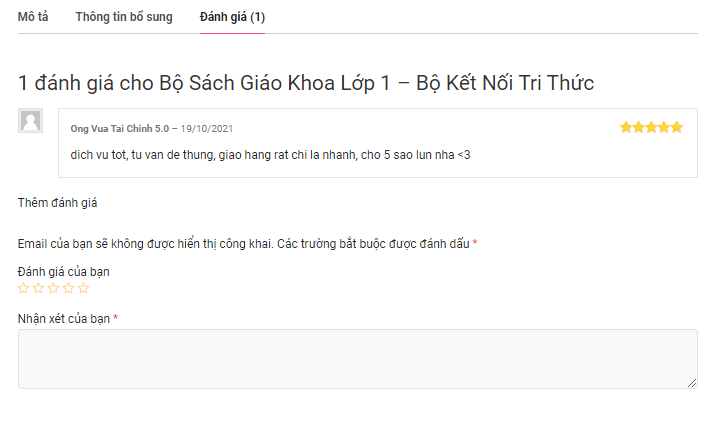 Mô tả Thông tin bổ sung Đánh giá (1)
1 đánh giá cho Bộ Sách Giáo Khoa Lớp 1 – Bộ Kết Nối Tri Thức
Ong Vua Tai Chinh 5.0 – 19/10/2021
dich vu tot, tu van de thung, giao hang rat chi la nhanh, cho 5 sao lun nha <3
Thêm đánh giá
Email của bạn sẽ không được hiển thị công khai. Các trường bắt buộc được đánh dấu *
Đánh giá của bạn
Nhận xét của bạn *